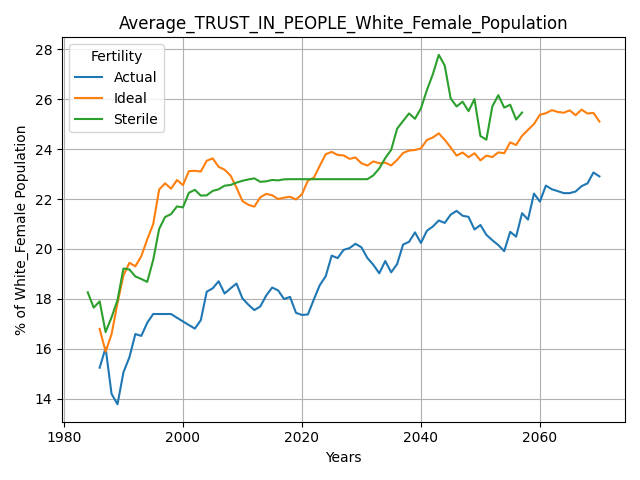 Average_TRUST_IN_PEOPLE_White_Female_Population
Fertility
Actual
Ideal
Sterile
% of White_Female Population
28
26
24
22
20
18
16
14
1980
2000
2020
2040
2060
Years